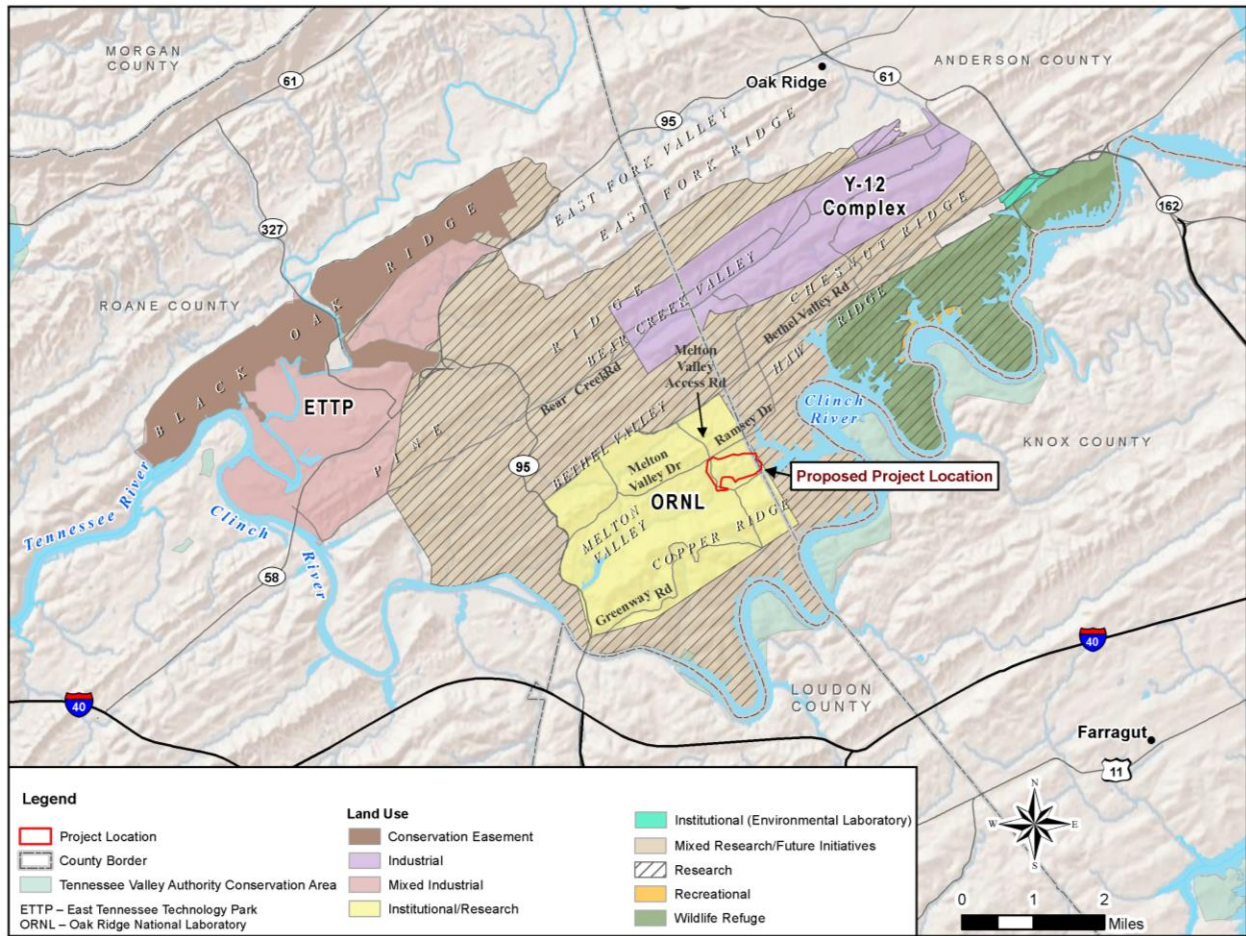 MORGAN
COUNTY
61
95
Oak Ridge
61
ANDERSON COUNTY
EAST FORK VALLEY
EAST FORK RIDGE
Y-12
Complex
162
327
ROANE COUNTY
BLACK OAK RIDGE
RIDGE
BEAR CREEK VALLEY
CHESTNUT RIDGE
Bethel Valley Rd
HAW RIDGE
Bear Creek Rd
Melton
Valley
Access Rd
ETTP
PINE
BETHEL VALLEY
Ramsey Dr
Clinch
River
KNOX COUNTY
95
Melton
Valley Dr
Proposed Project Location
ORNL
MELTON
VALLEY
COPPER RIDGE
Tennessee River
Clinch
River
58
Greenway
Rd
40
40
LOUDON
COUNTY
Farragut
11
Legend
Project Location
County Border
Tennessee Valley Authority Conservation Area
ETTP – East Tennessee Technology Park
ORNL – Oak Ridge National Laboratory
Land Use
Conservation Easement
Industrial
Mixed Industrial
Institutional/Research
Institutional (Environmental Laboratory)
Mixed Research/Future Initiatives
Research
Recreational
Wildlife Refuge
N
W
E
S
0 1 2
Miles